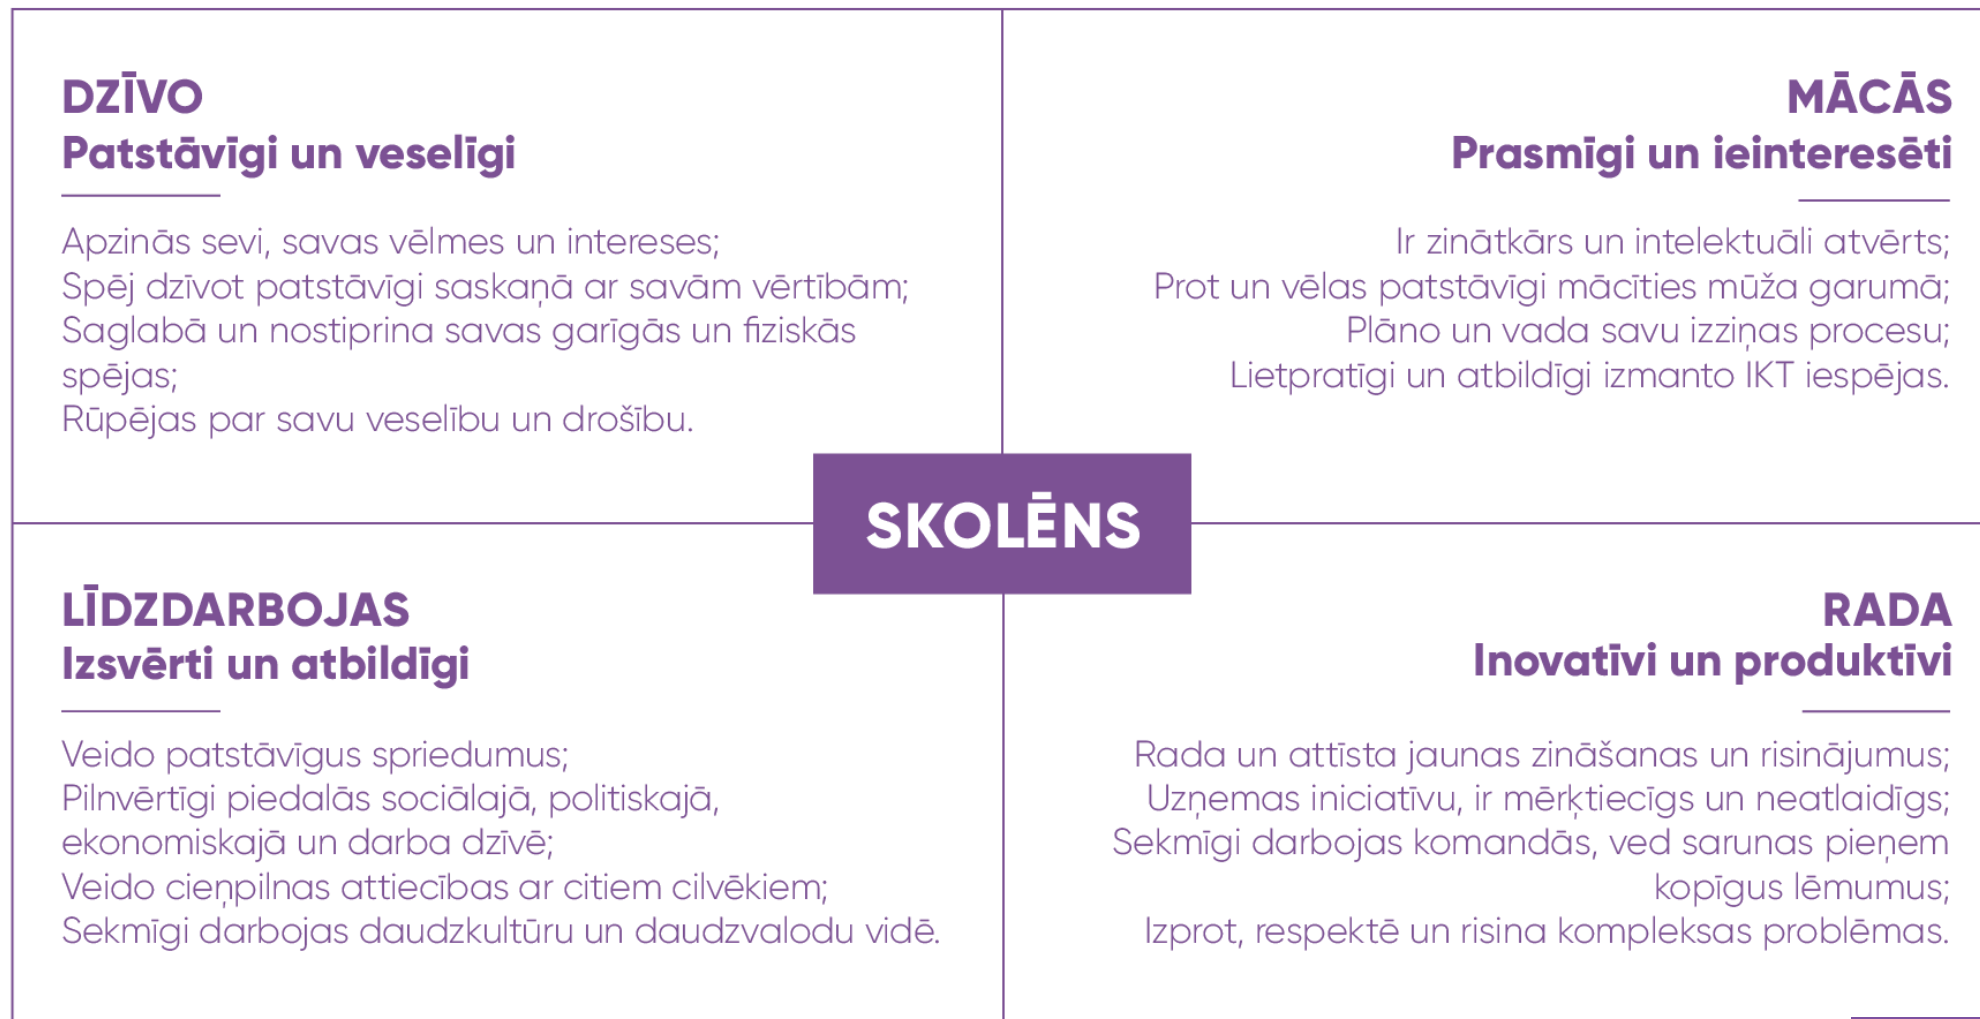 DZĪVO
Patstāvīgi un veselīgi
Apzinās sevi, savas vēlmes un intereses;
Spēj dzīvot patstāvīgi saskaņā ar savām vērtībām;
Saglabā un nostiprina savas garīgās un fiziskās
spējas;
Rūpējas par savu veselību un drošību.
MĀCĀS
Prasmīgi un ieinteresēti
Ir zinātkārs un intelektuāli atvērts;
Prot un vēlas patstāvīgi mācīties mūža garumā;
Plāno un vada savu izziņas procesu;
Lietpratīgi un atbildīgi izmanto IKT iespējas.
SKOLĒNS
LĪDZDARBOJAS
Izsvērti un atbildīgi
Veido patstāvīgus spriedumus;
Pilnvērtīgi piedalās sociālajā, politiskajā,
ekonomiskajā un darba dzīvē;
Veido cieņpilnas attiecības ar citiem cilvēkiem;
Sekmīgi darbojas daudzkultūru un daudzvalodu vidē.
RADA
Inovatīvi un produktīvi
Rada un attīsta jaunas zināšanas un risinājumus;
Uzņemas iniciatīvu, ir mērķtiecīgs un neatlaidīgs;
Sekmīgi darbojas komandās, ved sarunas pieņem
kopīgus lēmumus;
Izprot, respektē un risina kompleksas problēmas.